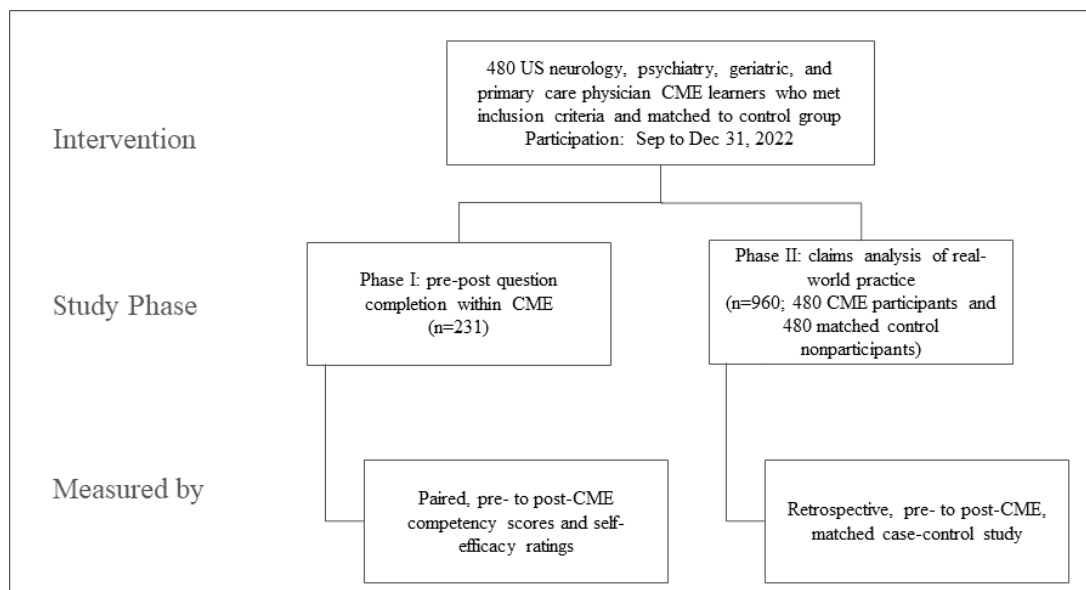 Intervention
480 US neurology, psychiatry, geriatric, and
primary care physician CME learners who met
inclusion criteria and matched to control group
Participation: Sep to Dec 31, 2022
Study Phase
Phase I: pre-post question
completion within CME
(n=231)
Phase II: claims analysis of real-
world practice
(n=960; 480 CME participants and
480 matched control
nonparticipants)
Measured by
Paired, pre- to post-CME
competency scores and self-
efficacy ratings
Retrospective, pre- to post-CME,
matched case-control study